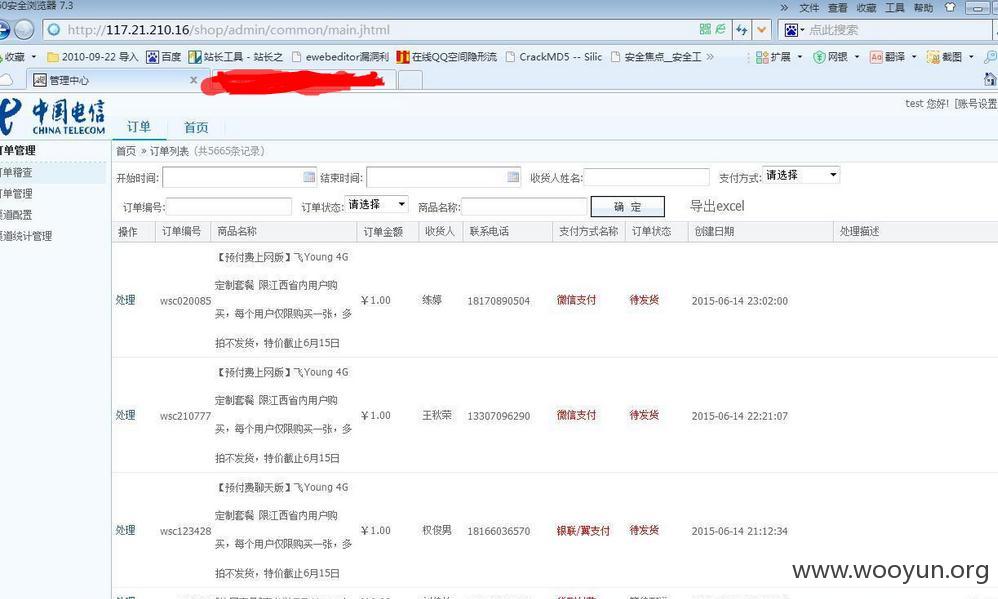 60安全浏览器 7.3
» 文件 查看 收藏 工具 帮助
http://117.21.210.16/shop/admin/common/main.jhtml
点此搜索
收藏 2010-09-22 导入 百度 站长工具 - 站长之 ewebeditor漏洞利 在线QQ空间隐形流 CrackMD5 -- Silic 安全焦点_安全工 » 扩展 网银 翻译 截图
管理中心 x
中国电信
CHINA TELECOM
订单 首页
test 您好! [账号设置
订单管理
订单稽查
订单管理
渠道配置
渠道统计管理
首页 » 订单列表 (共5665条记录)
开始时间: 结束时间: 收货人姓名: 支付方式: 请选择
订单编号: 订单状态: 请选择 商品名称: 确 定 导出excel
操作 订单编号 商品名称 订单金额 收货人 联系电话 支付方式名称 订单状态 创建日期 处理描述
【预付费上网版】飞Young 4G
定制套餐 限江西省内用户购
处理 wsc020085 ￥1.00 练婷 18170890504 微信支付 待发货 2015-06-14 23:02:00
买，每个用户仅限购买一张，多
拍不发货，特价截止6月15日
【预付费上网版】飞Young 4G
定制套餐 限江西省内用户购
处理 wsc210777 ￥1.00 王秋荣 13307096290 微信支付 待发货 2015-06-14 22:21:07
买，每个用户仅限购买一张，多
拍不发货，特价截止6月15日
【预付费聊天版】飞Young 4G
定制套餐 限江西省内用户购
处理 wsc123428 ￥1.00 权俊男 18166036570 银联/翼支付 待发货 2015-06-14 21:12:34
买，每个用户仅限购买一张，多
拍不发货，特价截止6月15日
www.wooyun.org